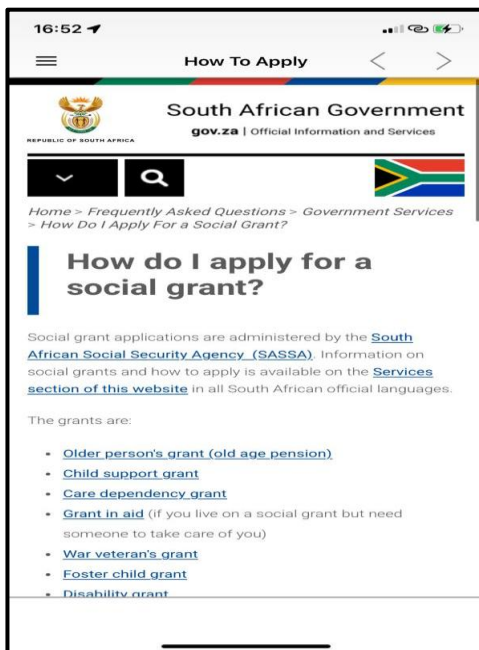 16:52
How To Apply
South African Government
gov.za | Official Information and Services
REPUBLIC OF SOUTH AFRICA
Home > Frequently Asked Questions > Government Services
> How Do I Apply For a Social Grant?
How do I apply for a
social grant?
Social grant applications are administered by the South
African Social Security Agency (SASSA). Information on
social grants and how to apply is available on the Services
section of this website in all South African official languages.
The grants are:
• Older person's grant (old age pension)
• Child support grant
• Care dependency grant
• Grant in aid (if you live on a social grant but need
someone to take care of you)
• War veteran's grant
• Foster child grant
• Disability grant